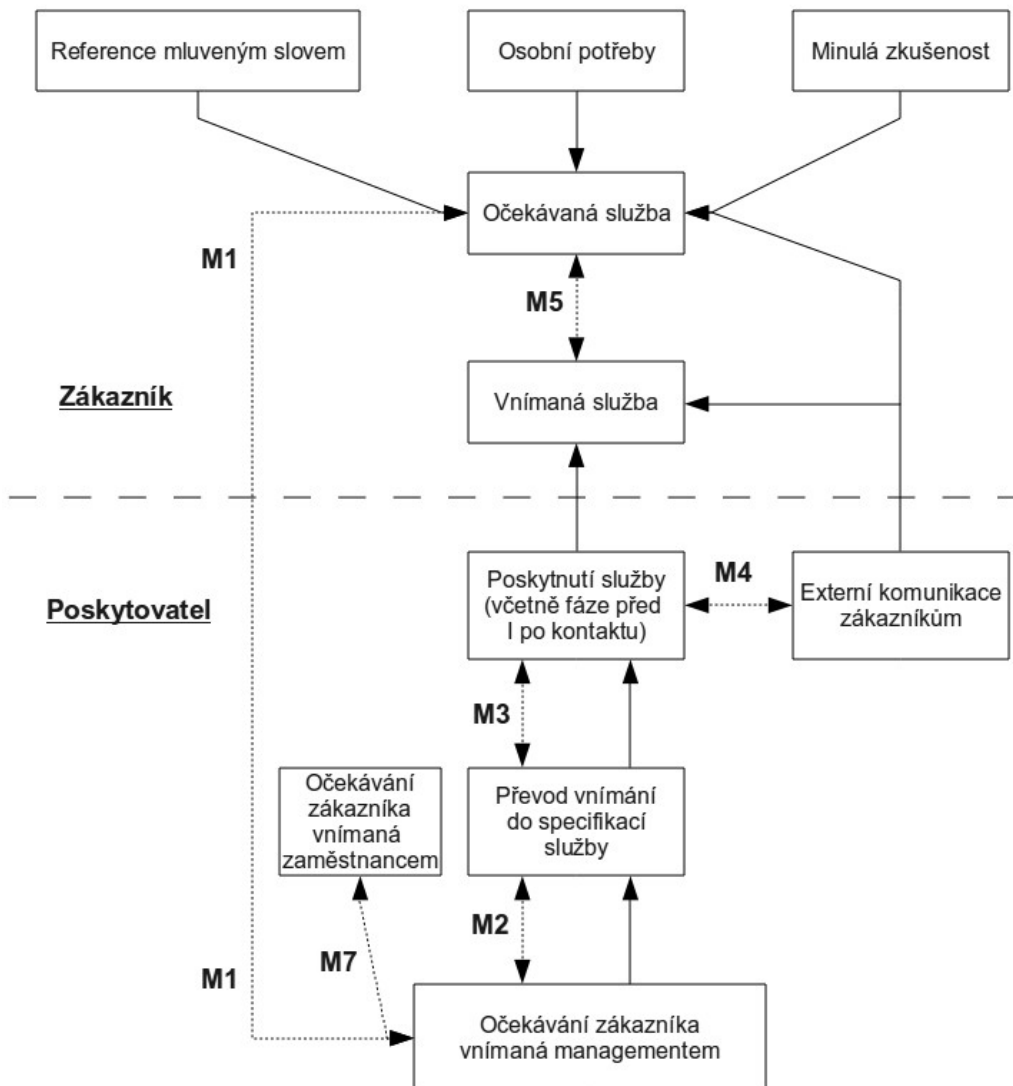 Reference mluveným slovem
Osobní potřeby
Minulá zkušenost
Očekávaná služba
M1
M5
Zákazník
Vnímaná služba
Poskytovatel
Poskytnutí služby
(včetně fáze před
I po kontaktu)
M4
Externí komunikace
zákazníkům
M3
Očekávání
zákazníka
vnímaná
zaměstnancem
Převod vnímání
do specifikací
služby
M2
M7
M1
Očekávání zákazníka
vnímaná managementem